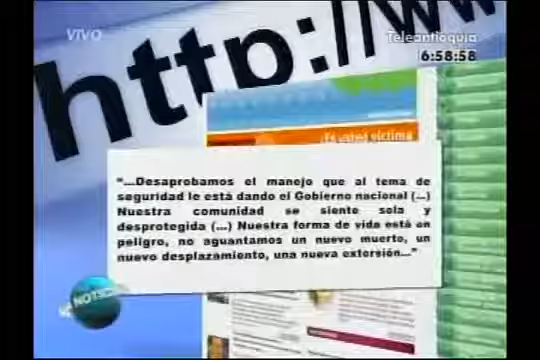 VIVO
Teleantioquia
6:58:58
http://ww
¿Es usted víctima
"...Desaprobamos el manejo que al tema de
seguridad le está dando el Gobierno nacional (...)
Nuestra comunidad se siente sola y
desprotegida (...) Nuestra forma de vida está en
peligro, no aguantamos un nuevo muerto, un
nuevo desplazamiento, una nueva extorsión..."